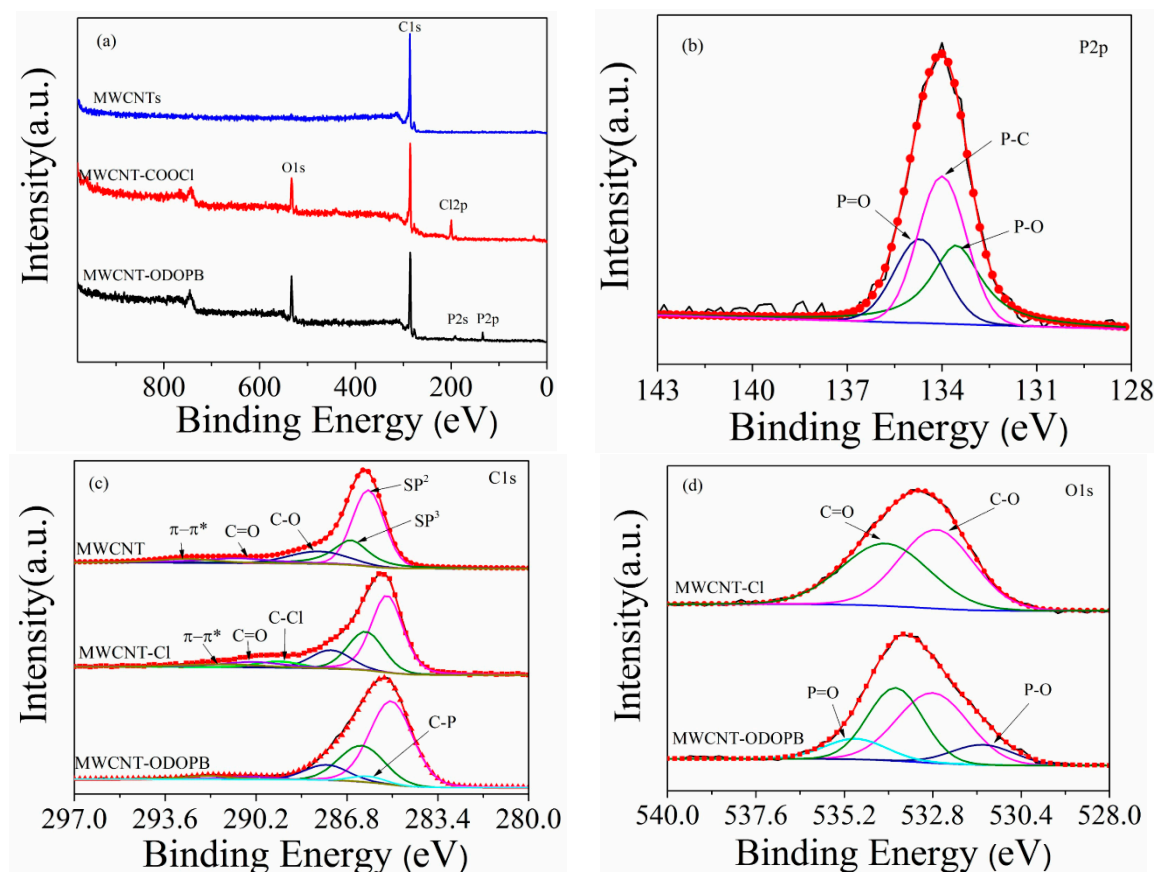 (a)
C1s
MWCNTs
MWCNT-COOCl
O1s
Cl2p
MWCNT-ODOPB
P2s
P2p
Intensity(a.u.)
800
600
400
200
0
Binding Energy (eV)
(b)
P2p
P-C
P=O
P-O
Intensity(a.u.)
143
140
137
134
131
128
Binding Energy (eV)
(c)
C1s
SP²
SP³
C-O
C=O
π−π*
MWCNT
C-Cl
C=O
π−π*
MWCNT-Cl
C-P
MWCNT-ODOPB
Intensity(a.u.)
297.0
293.6
290.2
286.8
283.4
280.0
Binding Energy (eV)
(d)
O1s
C=O
C-O
MWCNT-Cl
P=O
P-O
MWCNT-ODOPB
Intensity(a.u.)
540.0
537.6
535.2
532.8
530.4
528.0
Binding Energy (eV)